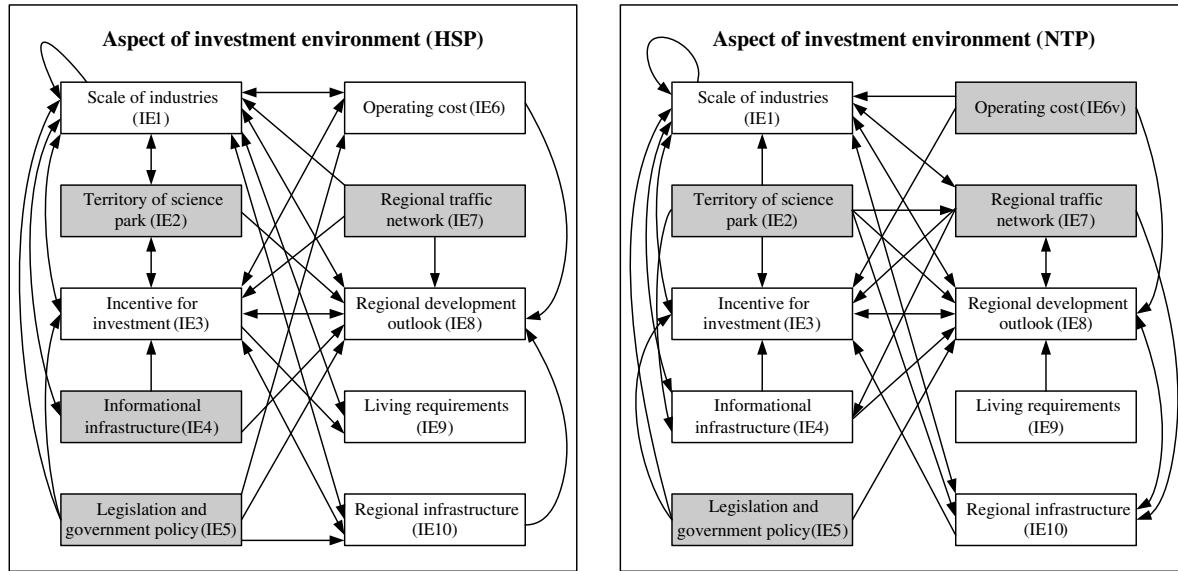 Aspect of investment environment (HSP)
Scale of industries
(IE1)
Operating cost (IE6)
Territory of science
park (IE2)
Regional traffic
network (IE7)
Incentive for
investment (IE3)
Regional development
outlook (IE8)
Informational
infrastructure (IE4)
Living requirements
(IE9)
Legislation and
government policy (IE5)
Regional infrastructure
(IE10)
Aspect of investment environment (NTP)
Scale of industries
(IE1)
Operating cost (IE6v)
Territory of science
park (IE2)
Regional traffic
network (IE7)
Incentive for
investment (IE3)
Regional development
outlook (IE8)
Informational
infrastructure (IE4)
Living requirements
(IE9)
Legislation and
government policy (IE5)
Regional infrastructure
(IE10)